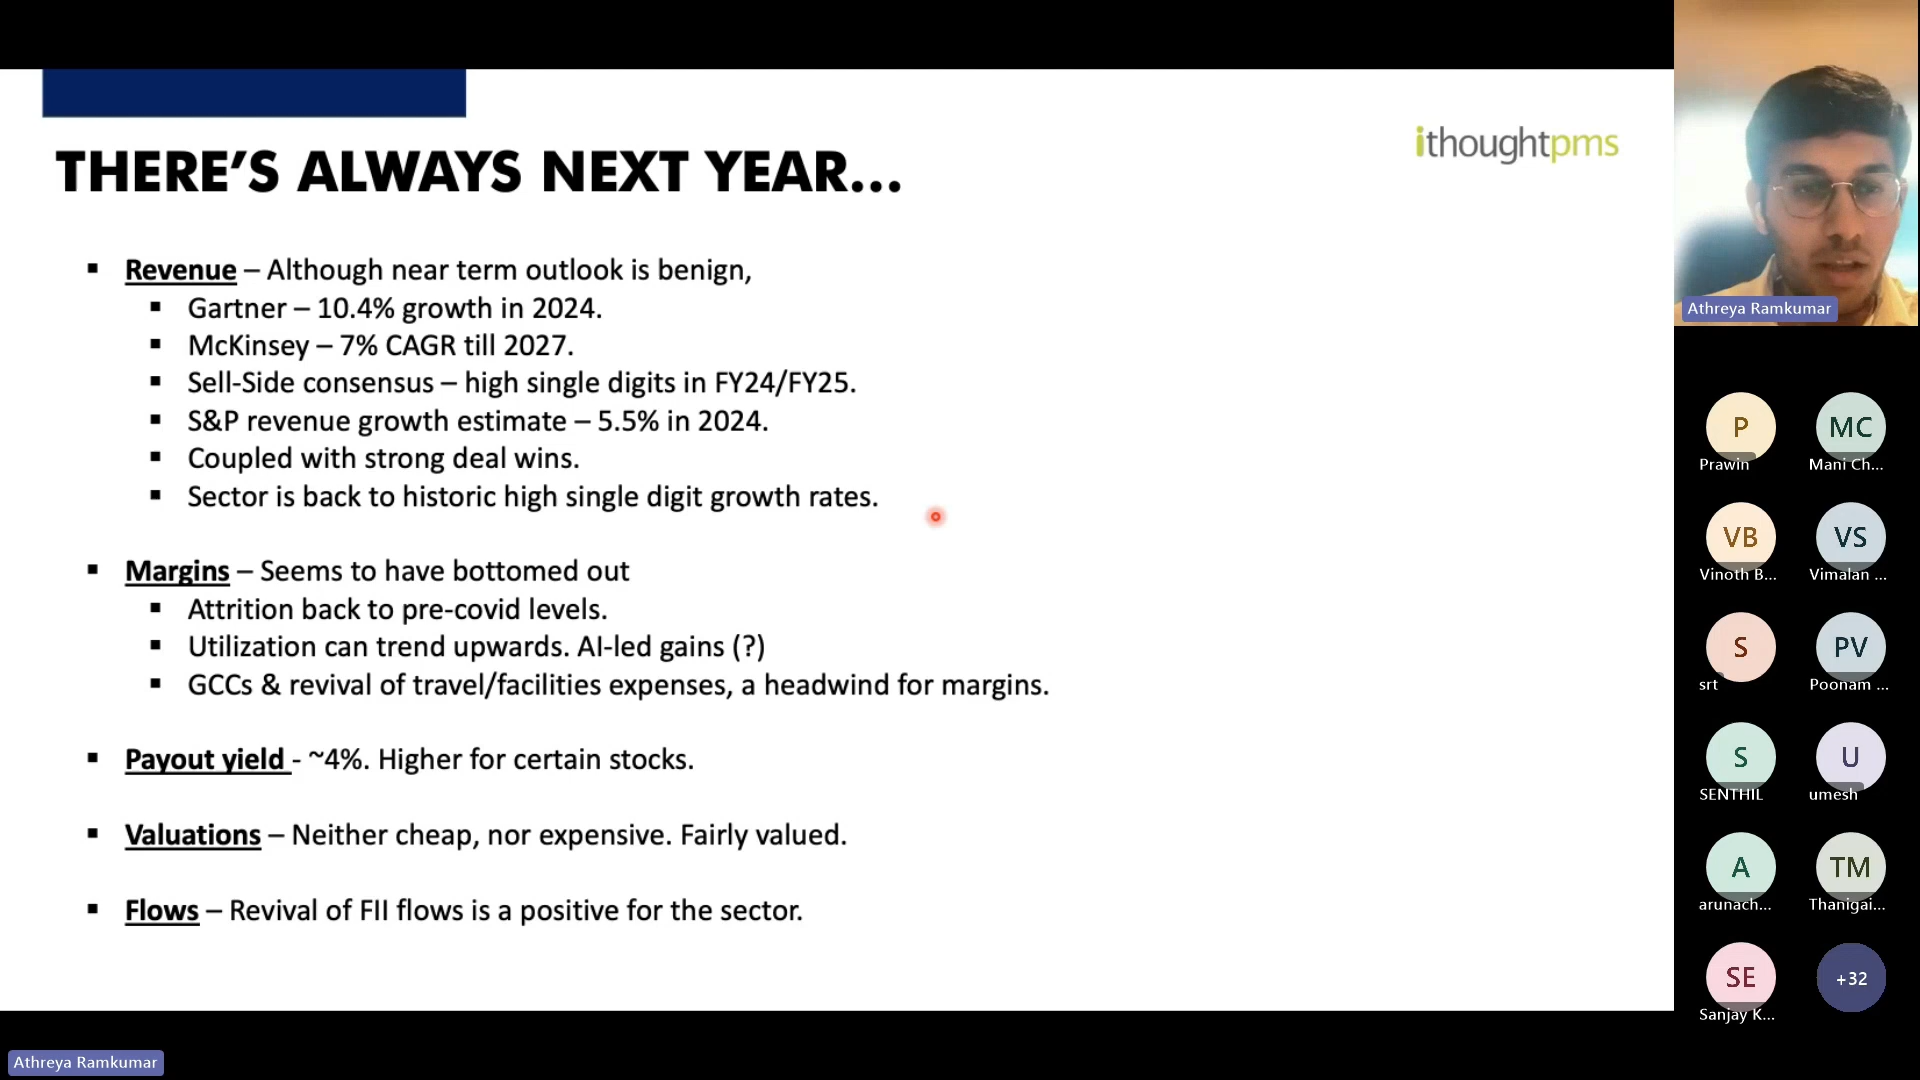 THERE’S ALWAYS NEXT YEAR...
ithoughtpms
▪ Revenue – Although near term outlook is benign,
▪ Gartner – 10.4% growth in 2024.
▪ McKinsey – 7% CAGR till 2027.
▪ Sell-Side consensus – high single digits in FY24/FY25.
▪ S&P revenue growth estimate – 5.5% in 2024.
▪ Coupled with strong deal wins.
▪ Sector is back to historic high single digit growth rates.
▪ Margins – Seems to have bottomed out
▪ Attrition back to pre-covid levels.
▪ Utilization can trend upwards. AI-led gains (?)
▪ GCCs & revival of travel/facilities expenses, a headwind for margins.
▪ Payout yield - ~4%. Higher for certain stocks.
▪ Valuations – Neither cheap, nor expensive. Fairly valued.
▪ Flows – Revival of FII flows is a positive for the sector.
Athreya Ramkumar
P
Prawin
MC
Mani Ch...
VB
Vinoth B...
VS
Vimalan ...
S
srt
PV
Poonam ...
S
SENTHIL
U
umesh
A
arunach...
TM
Thanigai...
SE
Sanjay K...
+32
Athreya Ramkumar